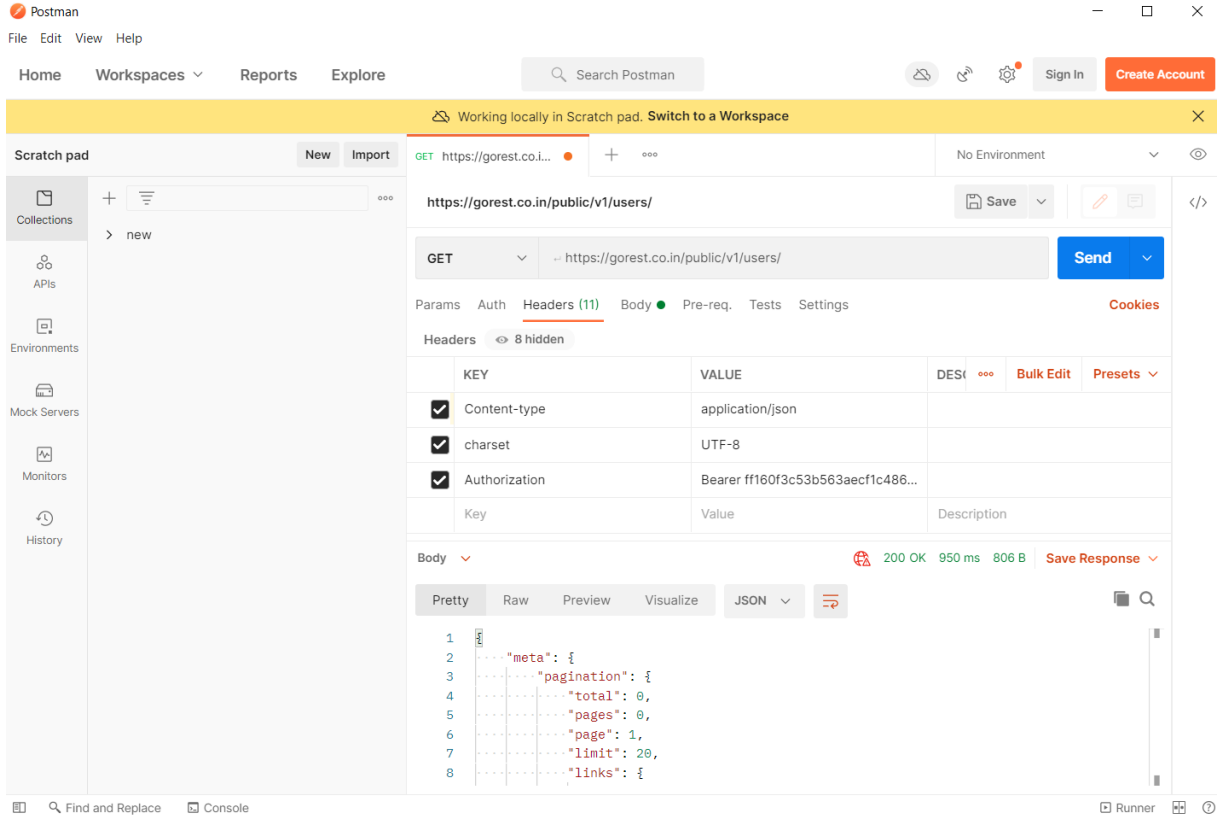 Postman
File Edit View Help
Home Workspaces Reports Explore Search Postman Sign In Create Account
Working locally in Scratch pad. Switch to a Workspace
Scratch pad New Import
GET https://gorest.co.i... No Environment
Collections
new
APIs
Environments
Mock Servers
Monitors
History
https://gorest.co.in/public/v1/users/ Save
GET https://gorest.co.in/public/v1/users/ Send
Params Auth Headers (11) Body Pre-req. Tests Settings Cookies
Headers 8 hidden
KEY VALUE DESC Bulk Edit Presets
Content-type application/json
charset UTF-8
Authorization Bearer ff160f3c53b563aecf1c486...
Key Value Description
Body 200 OK 950 ms 806 B Save Response
Pretty Raw Preview Visualize JSON
1 {
2 "meta": {
3 "pagination": {
4 "total": 0,
5 "pages": 0,
6 "page": 1,
7 "limit": 20,
8 "links": {
Find and Replace Console Runner